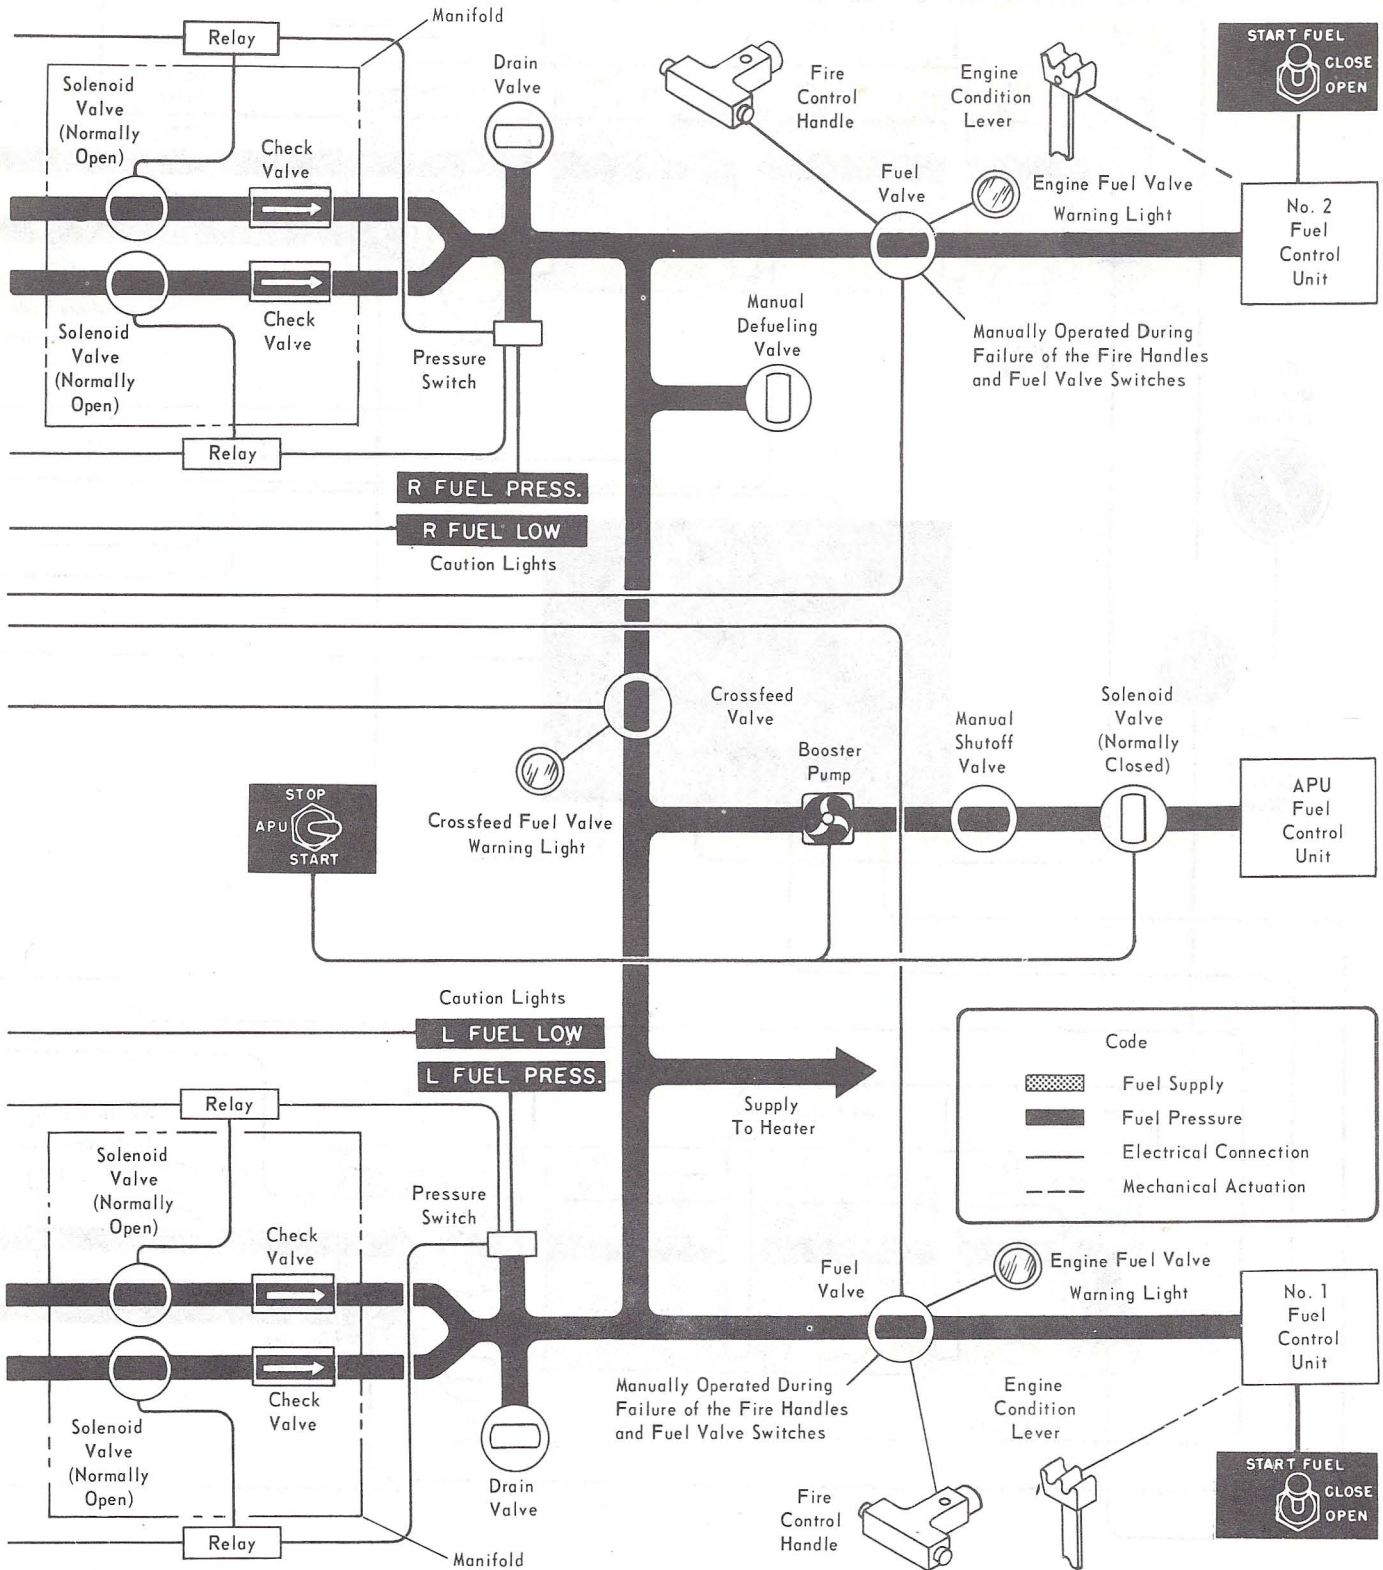 Manifold
Relay
Solenoid
Valve
(Normally
Open)
Check
Valve
Drain
Valve
Fire
Control
Handle
Engine
Condition
Lever
START FUEL
CLOSE
OPEN
Fuel
Valve
Engine Fuel Valve
Warning Light
No. 2
Fuel
Control
Unit
Check
Valve
Solenoid
Valve
(Normally
Open)
Pressure
Switch
Manual
Defueling
Valve
Manually Operated During
Failure of the Fire Handles
and Fuel Valve Switches
Relay
R FUEL PRESS.
R FUEL LOW
Caution Lights
Crossfeed
Valve
Booster
Pump
Manual
Shutoff
Valve
Solenoid
Valve
(Normally
Closed)
STOP
APU
START
Crossfeed Fuel Valve
Warning Light
APU
Fuel
Control
Unit
Caution Lights
L FUEL LOW
L FUEL PRESS.
Supply
To Heater
Code
Fuel Supply
Fuel Pressure
Electrical Connection
Mechanical Actuation
Relay
Solenoid
Valve
(Normally
Open)
Check
Valve
Pressure
Switch
Fuel
Valve
Engine Fuel Valve
Warning Light
No. 1
Fuel
Control
Unit
Check
Valve
Solenoid
Valve
(Normally
Open)
Relay
Manifold
Drain
Valve
Manually Operated During
Failure of the Fire Handles
and Fuel Valve Switches
Fire
Control
Handle
Engine
Condition
Lever
START FUEL
CLOSE
OPEN